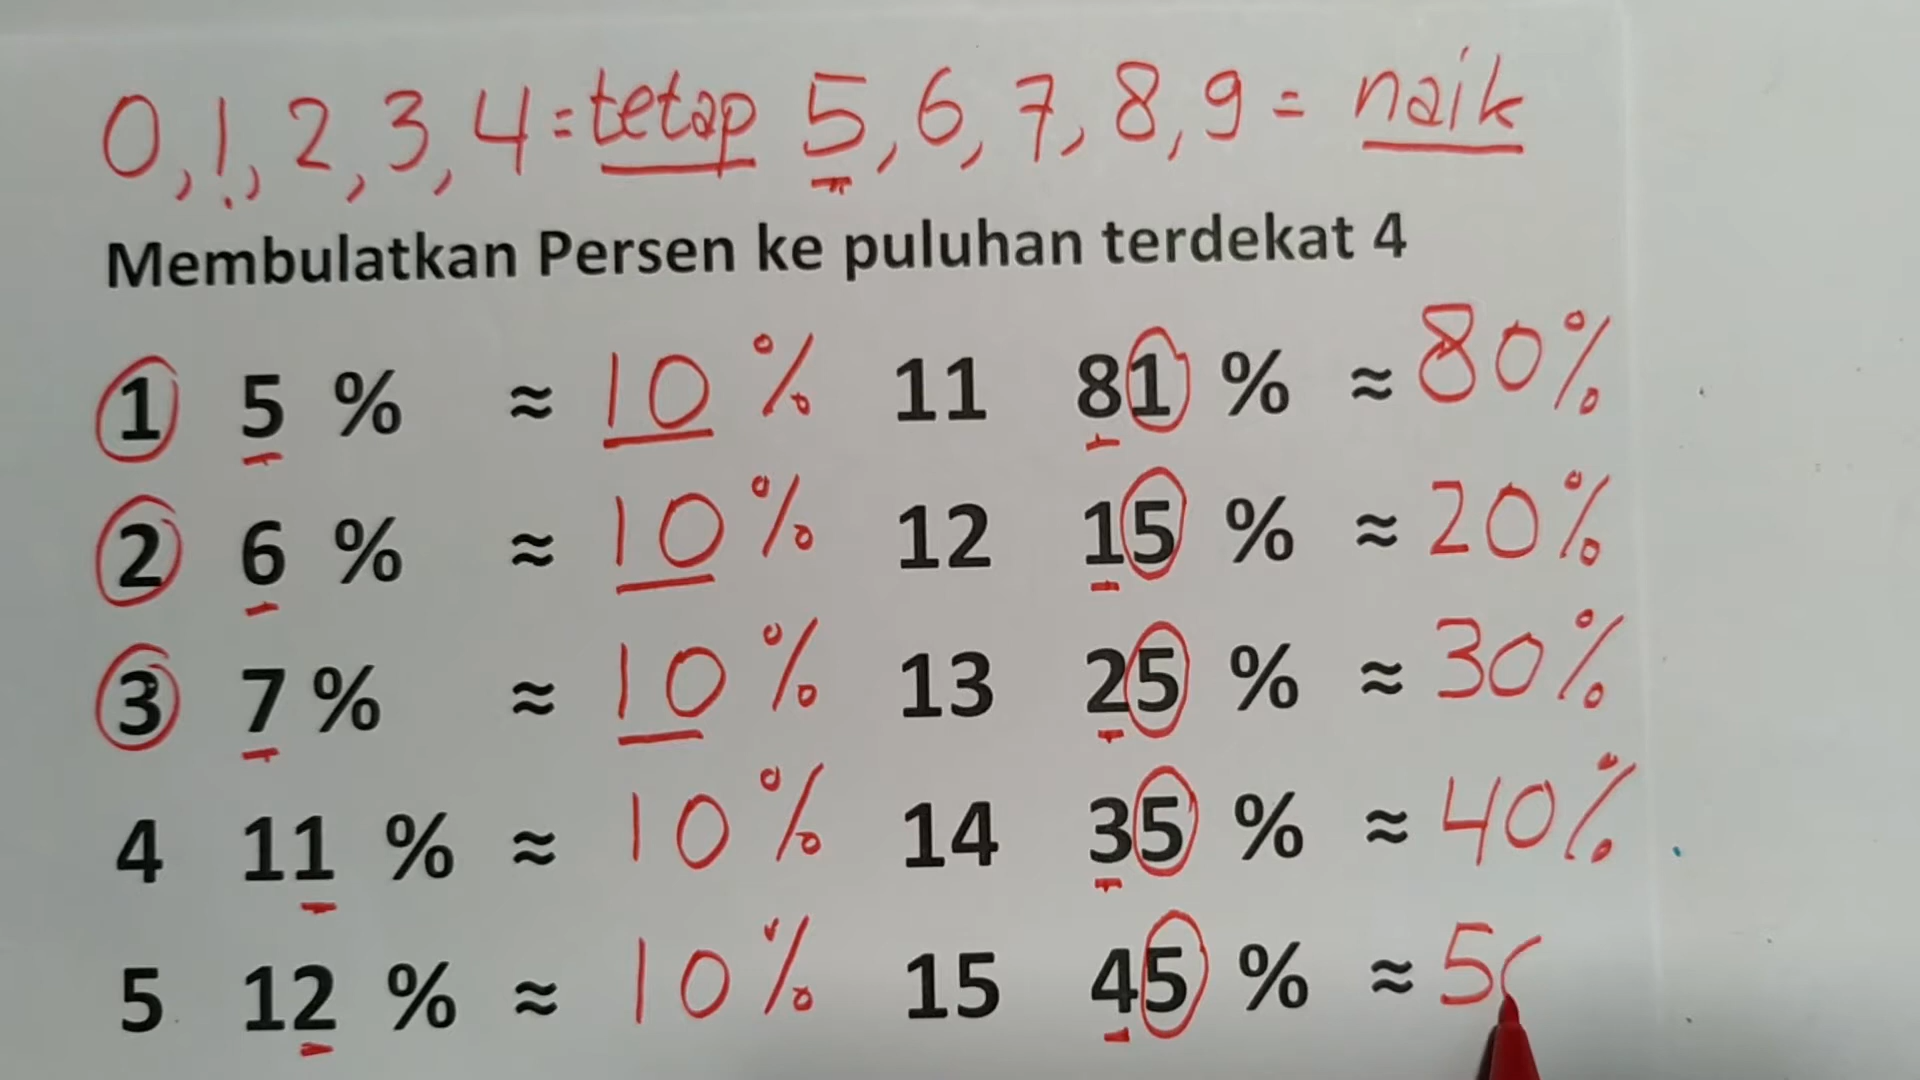 0, 1, 2, 3, 4 = tetap 5, 6, 7, 8, 9 = naik
Membulatkan Persen ke puluhan terdekat 4
1 5 % ≈ 10 % 11 81 % ≈ 80%
2 6 % ≈ 10 % 12 15 % ≈ 20%
3 7 % ≈ 10 % 13 25 % ≈ 30%
4 11 % ≈ 10 % 14 35 % ≈ 40%
5 12 % ≈ 10 % 15 45 % ≈ 5